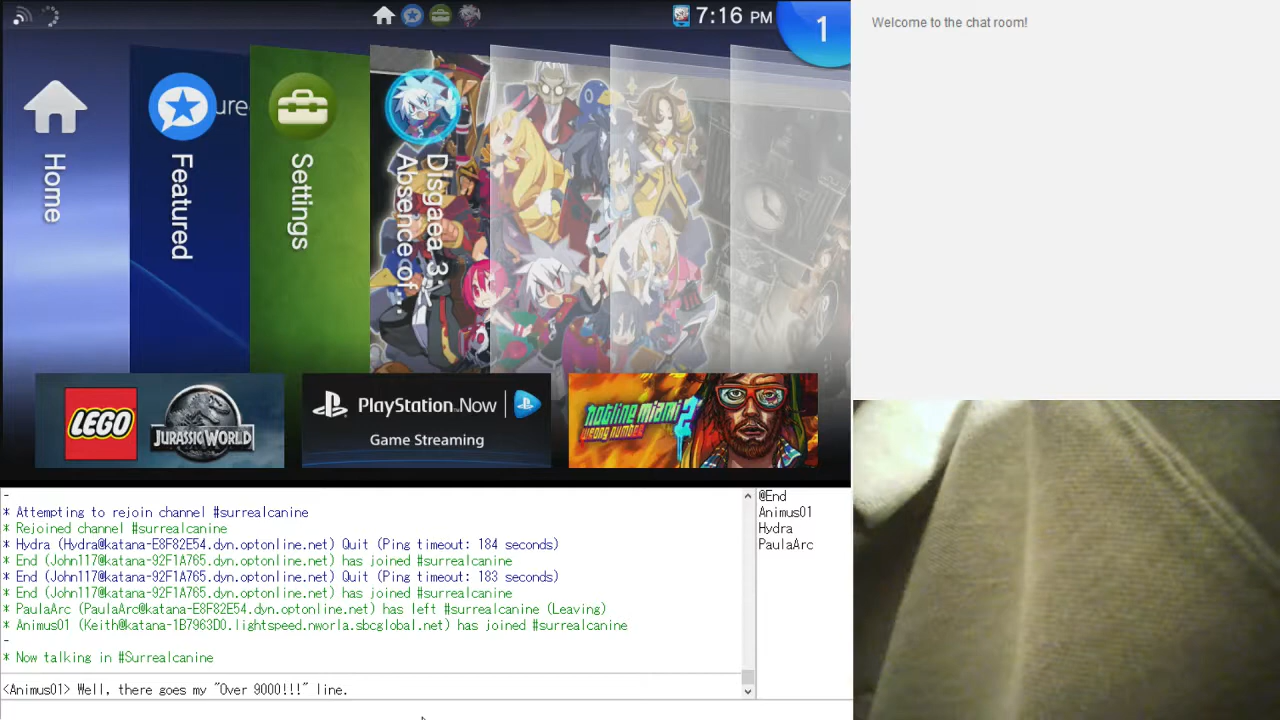 7:16 PM
1
Home
Featured
Settings
Disgaea 3:
Absence of...
LEGO
JURASSIC WORLD
PlayStation Now
Game Streaming
HOTLINE MIAMI 2
WRONG NUMBER
Welcome to the chat room!
-
* Attempting to rejoin channel #surrealcanine
* Rejoined channel #surrealcanine
* Hydra (Hydra@katana-E8F82E54.dyn.optonline.net) Quit (Ping timeout: 184 seconds)
* End (John117@katana-92F1A765.dyn.optonline.net) has joined #surrealcanine
* End (John117@katana-92F1A765.dyn.optonline.net) Quit (Ping timeout: 183 seconds)
* End (John117@katana-92F1A765.dyn.optonline.net) has joined #surrealcanine
* PaulaArc (PaulaArc@katana-E8F82E54.dyn.optonline.net) has left #surrealcanine (Leaving)
* Animus01 (Keith@katana-1B7963D0.lightspeed.nworla.sbcglobal.net) has joined #surrealcanine
-
* Now talking in #Surrealcanine
<Animus01> Well, there goes my "Over 9000!!!" line.
@End
Animus01
Hydra
PaulaArc